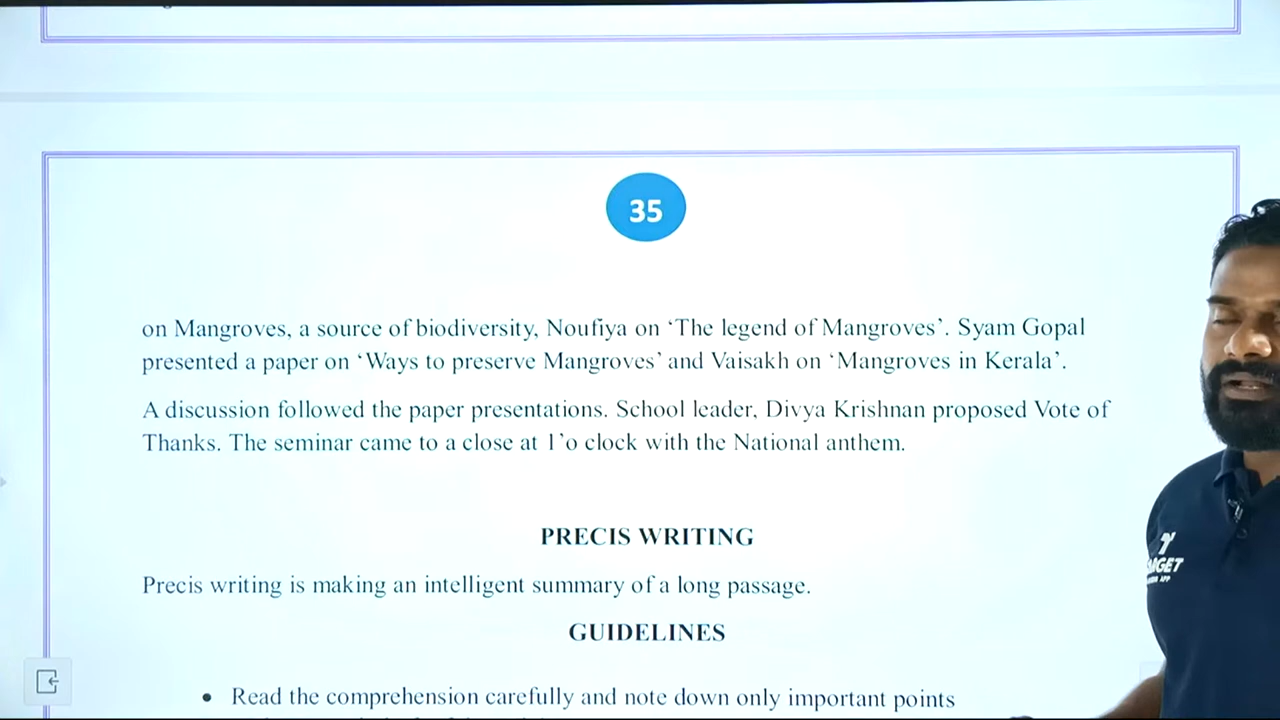 35
on Mangroves, a source of biodiversity, Noufiya on ‘The legend of Mangroves’. Syam Gopal
presented a paper on ‘Ways to preserve Mangroves’ and Vaisakh on ‘Mangroves in Kerala’.
A discussion followed the paper presentations. School leader, Divya Krishnan proposed Vote of
Thanks. The seminar came to a close at 1’o clock with the National anthem.
PRECIS WRITING
Precis writing is making an intelligent summary of a long passage.
GUIDELINES
• Read the comprehension carefully and note down only important points